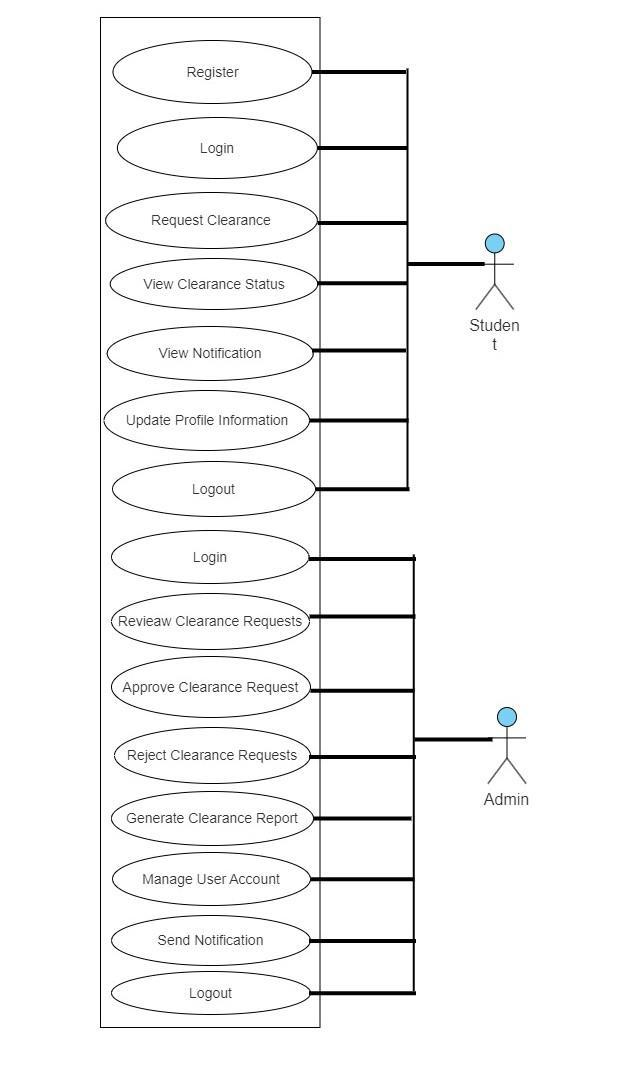 Register
Login
Request Clearance
View Clearance Status
View Notification
Update Profile Information
Logout
Studen
t
Login
Revieaw Clearance Requests
Approve Clearance Request
Reject Clearance Requests
Generate Clearance Report
Manage User Account
Send Notification
Logout
Admin